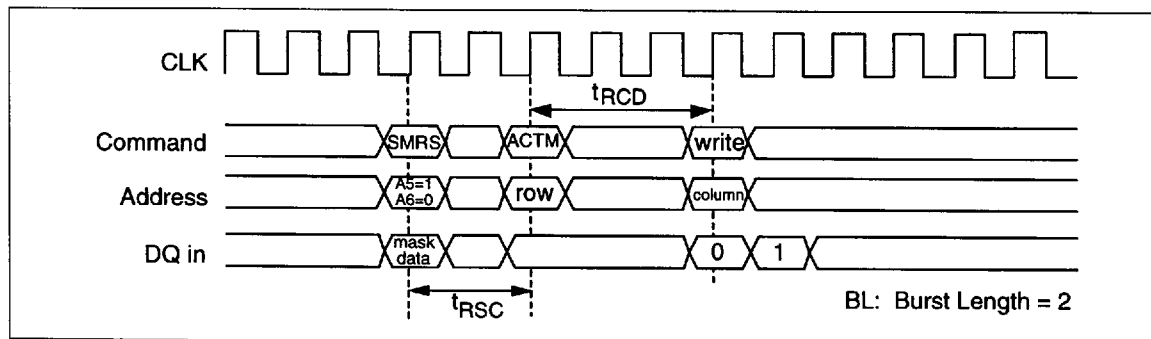 CLK
tRCD
Command SMRS ACTM write
Address A5=1 A6=0 row column
DQ in mask data 0 1
tRSC
BL: Burst Length = 2